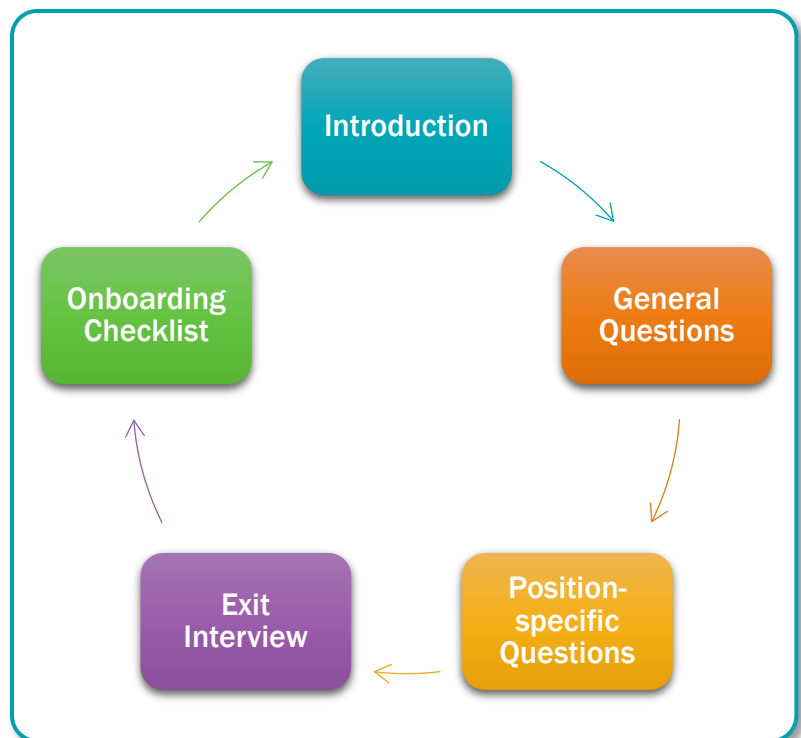 Introduction
General
Questions
Position-
specific
Questions
Exit
Interview
Onboarding
Checklist